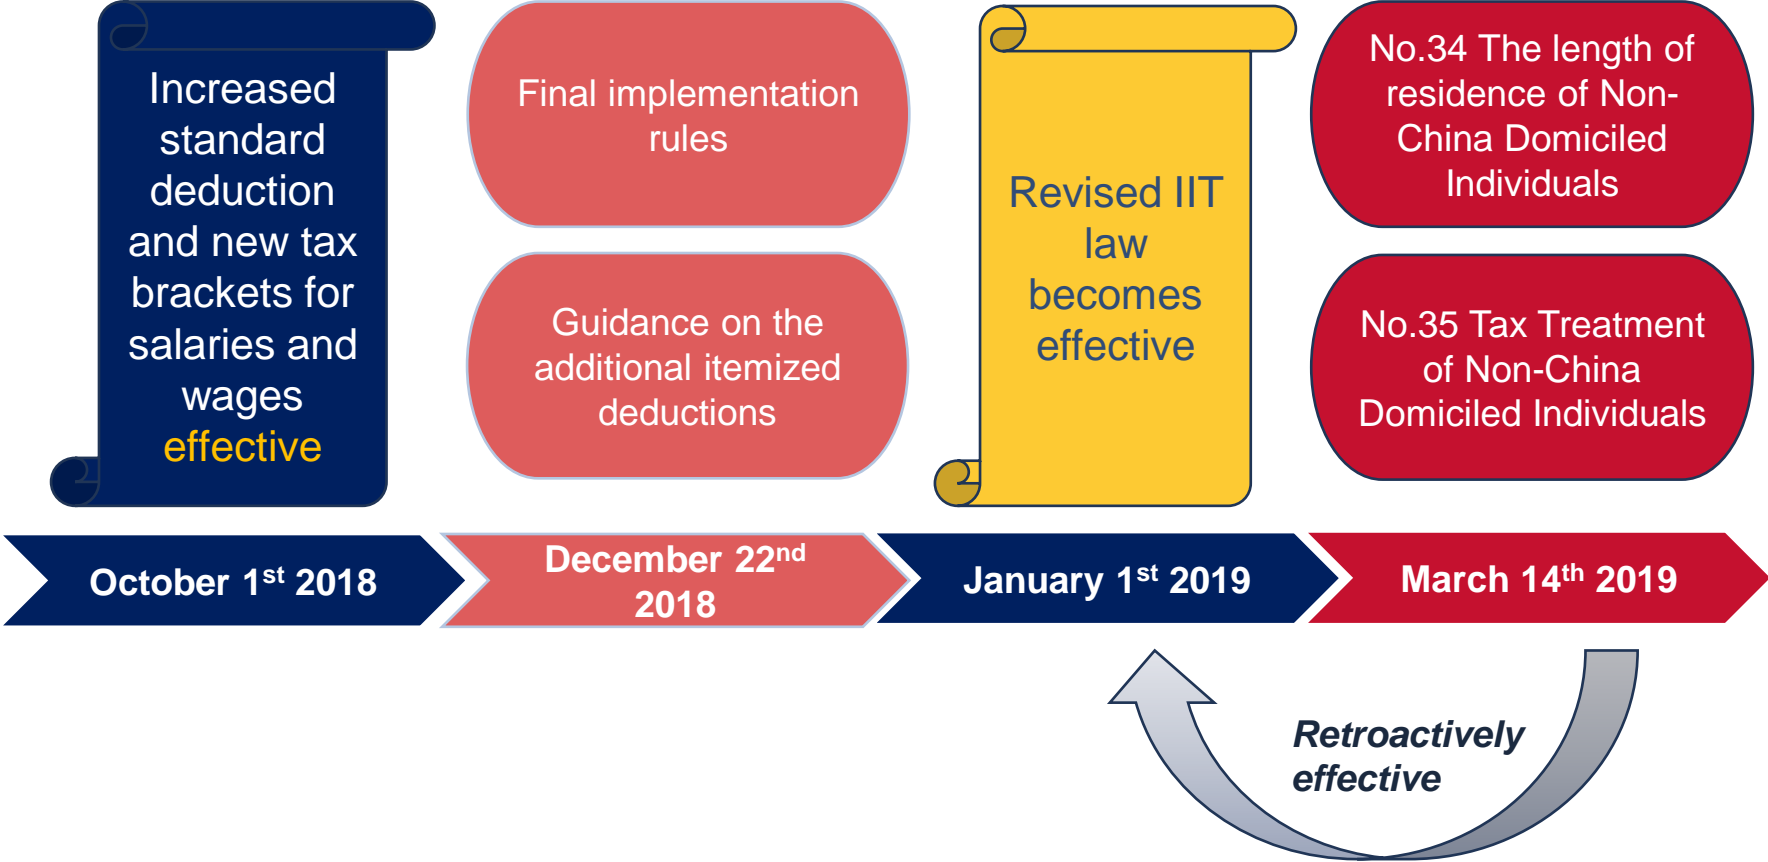 Increased
standard
deduction
and new tax
brackets for
salaries and
wages
effective
Final implementation
rules
Guidance on the
additional itemized
deductions
Revised IIT
law
becomes
effective
No.34 The length of
residence of Non-
China Domiciled
Individuals
No.35 Tax Treatment
of Non-China
Domiciled Individuals
October 1st 2018
December 22nd
2018
January 1st 2019
March 14th 2019
Retroactively
effective